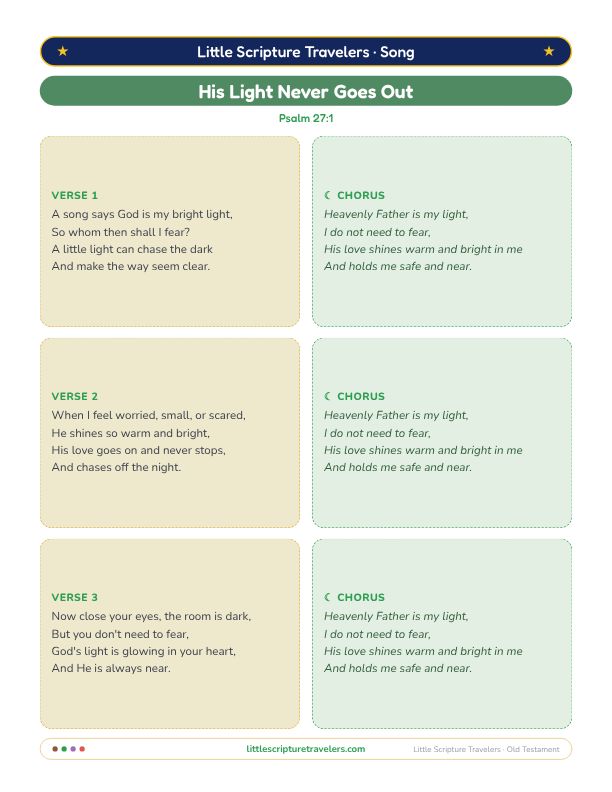 ★ Little Scripture Travelers · Song ★
His Light Never Goes Out
Psalm 27:1
VERSE 1
A song says God is my bright light,
So whom then shall I fear?
A little light can chase the dark
And make the way seem clear.
☾ CHORUS
Heavenly Father is my light,
I do not need to fear,
His love shines warm and bright in me
And holds me safe and near.
VERSE 2
When I feel worried, small, or scared,
He shines so warm and bright,
His love goes on and never stops,
And chases off the night.
☾ CHORUS
Heavenly Father is my light,
I do not need to fear,
His love shines warm and bright in me
And holds me safe and near.
VERSE 3
Now close your eyes, the room is dark,
But you don't need to fear,
God's light is glowing in your heart,
And He is always near.
☾ CHORUS
Heavenly Father is my light,
I do not need to fear,
His love shines warm and bright in me
And holds me safe and near.
littlescripturetravelers.com
Little Scripture Travelers · Old Testament